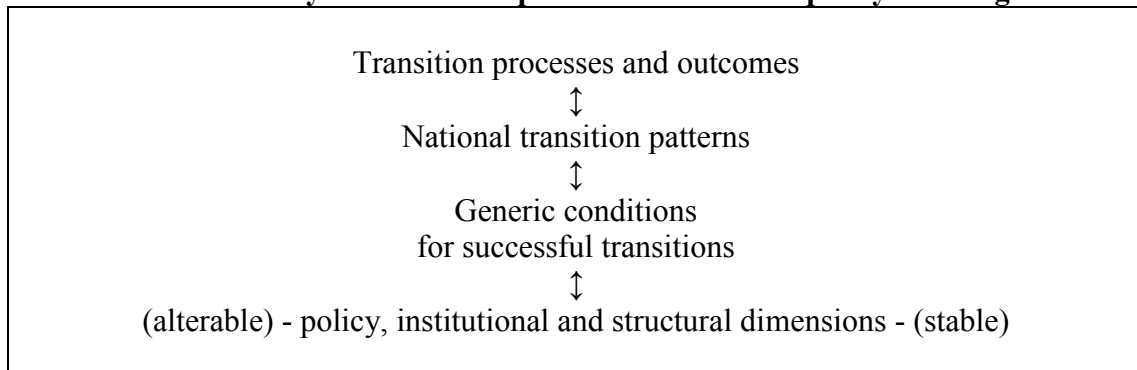 Transition processes and outcomes
↕
National transition patterns
↕
Generic conditions
for successful transitions
↕
(alterable) - policy, institutional and structural dimensions - (stable)